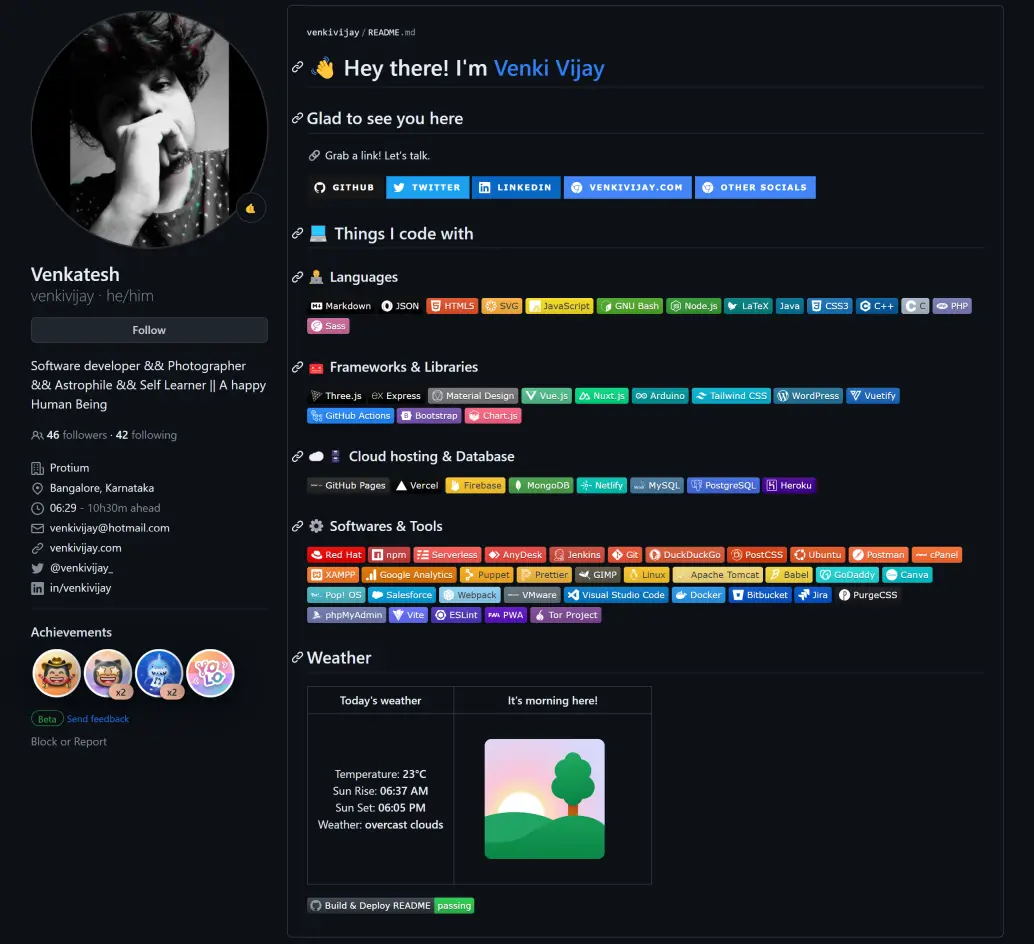 Venkatesh
venkivijay · he/him
Follow
Software developer && Photographer
&& Astrophile && Self Learner || A happy
Human Being
46 followers · 42 following
Protium
Bangalore, Karnataka
06:29 - 10h30m ahead
venkivijay@hotmail.com
venkivijay.com
@venkivijay_
in/venkivijay
Achievements
x2
x2
YOLO
Beta Send feedback
Block or Report
venkivijay / README.md
👋 Hey there! I'm Venki Vijay
Glad to see you here
🔗 Grab a link! Let's talk.
GITHUB TWITTER LINKEDIN VENKIVIJAY.COM OTHER SOCIALS
💻 Things I code with
Languages
Markdown JSON HTML5 SVG JavaScript GNU Bash Node.js LaTeX Java CSS3 C++ C PHP
Sass
Frameworks & Libraries
Three.js Express Material Design Vue.js Nuxt.js Arduino Tailwind CSS WordPress Vuetify
GitHub Actions Bootstrap Chart.js
Cloud hosting & Database
GitHub Pages Vercel Firebase MongoDB Netlify MySQL PostgreSQL Heroku
Softwares & Tools
Red Hat npm Serverless AnyDesk Jenkins Git DuckDuckGo PostCSS Ubuntu Postman cPanel
XAMPP Google Analytics Puppet Prettier GIMP Linux Apache Tomcat Babel GoDaddy Canva
Pop! OS Salesforce Webpack VMware Visual Studio Code Docker Bitbucket Jira PurgeCSS
phpMyAdmin Vite ESLint PWA Tor Project
Weather
Today's weather It's morning here!
Temperature: 23°C
Sun Rise: 06:37 AM
Sun Set: 06:05 PM
Weather: overcast clouds
Build & Deploy README passing